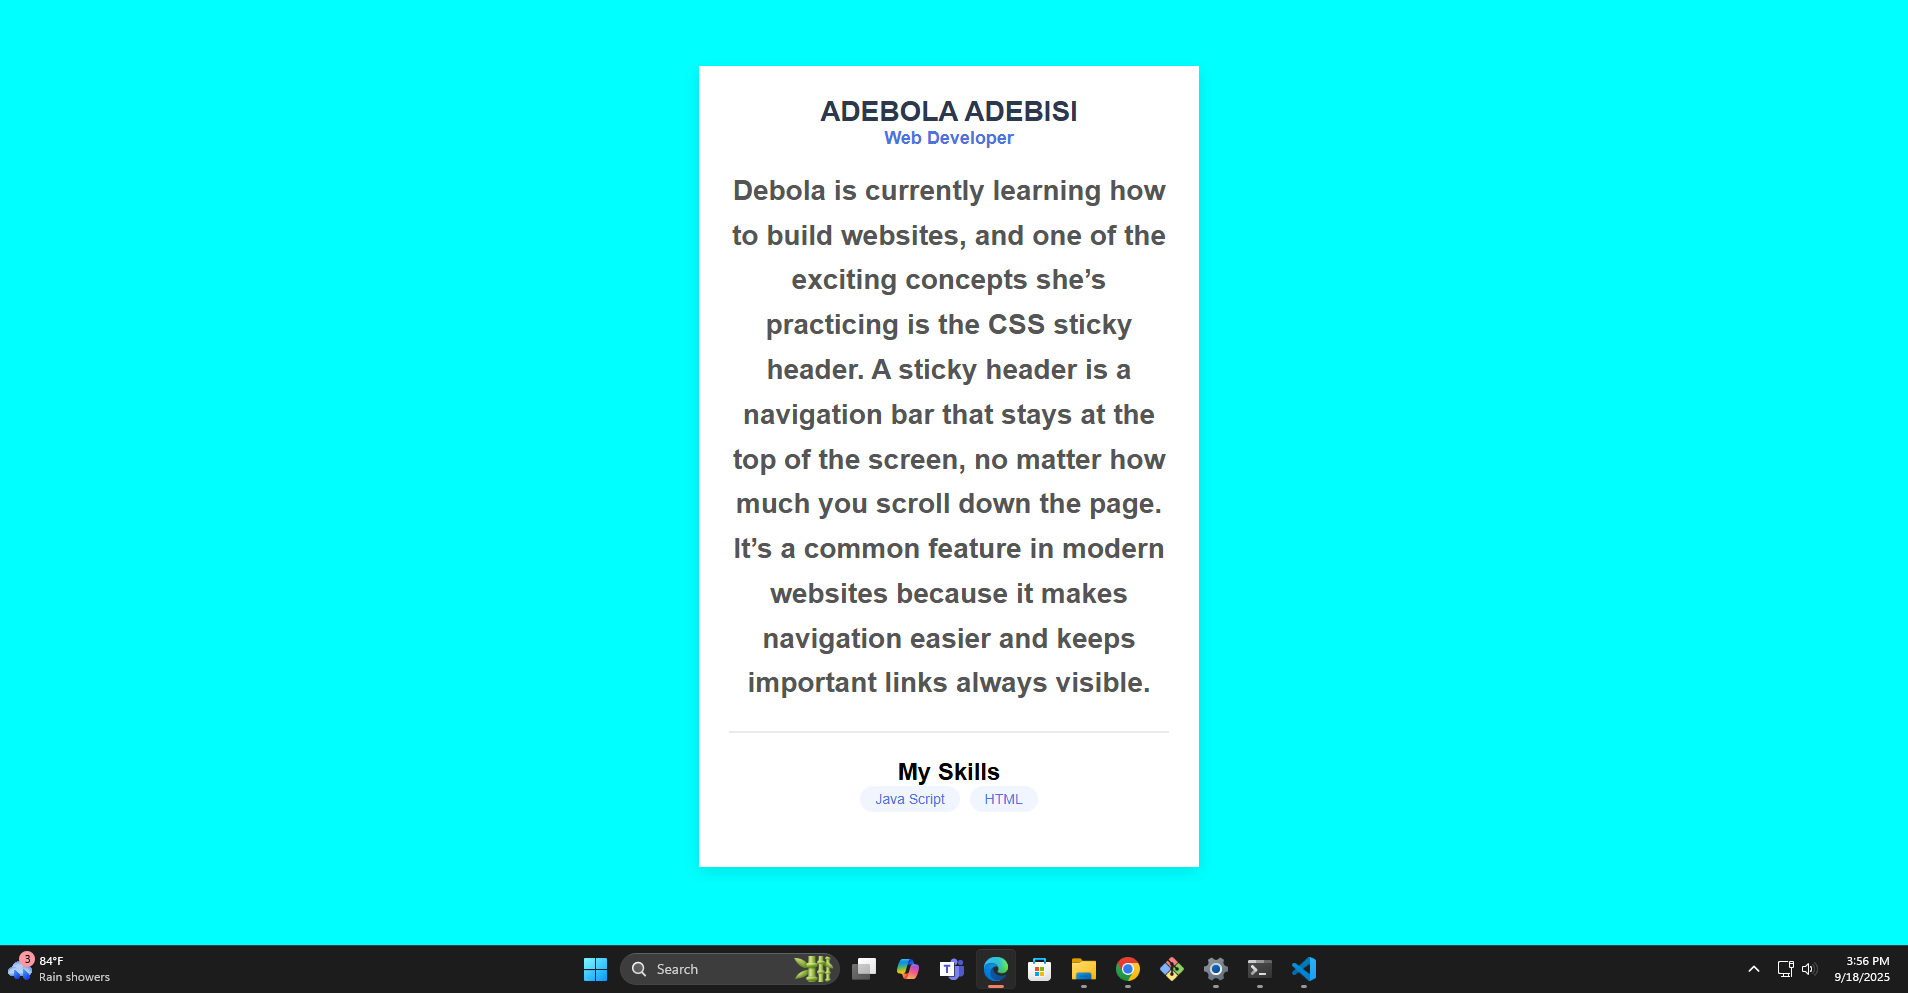 ADEBOLA ADEBISI
Web Developer
Debola is currently learning how
to build websites, and one of the
exciting concepts she’s
practicing is the CSS sticky
header. A sticky header is a
navigation bar that stays at the
top of the screen, no matter how
much you scroll down the page.
It’s a common feature in modern
websites because it makes
navigation easier and keeps
important links always visible.
My Skills
Java Script HTML
3
84°F
Rain showers
Search
T
3:56 PM
9/18/2025